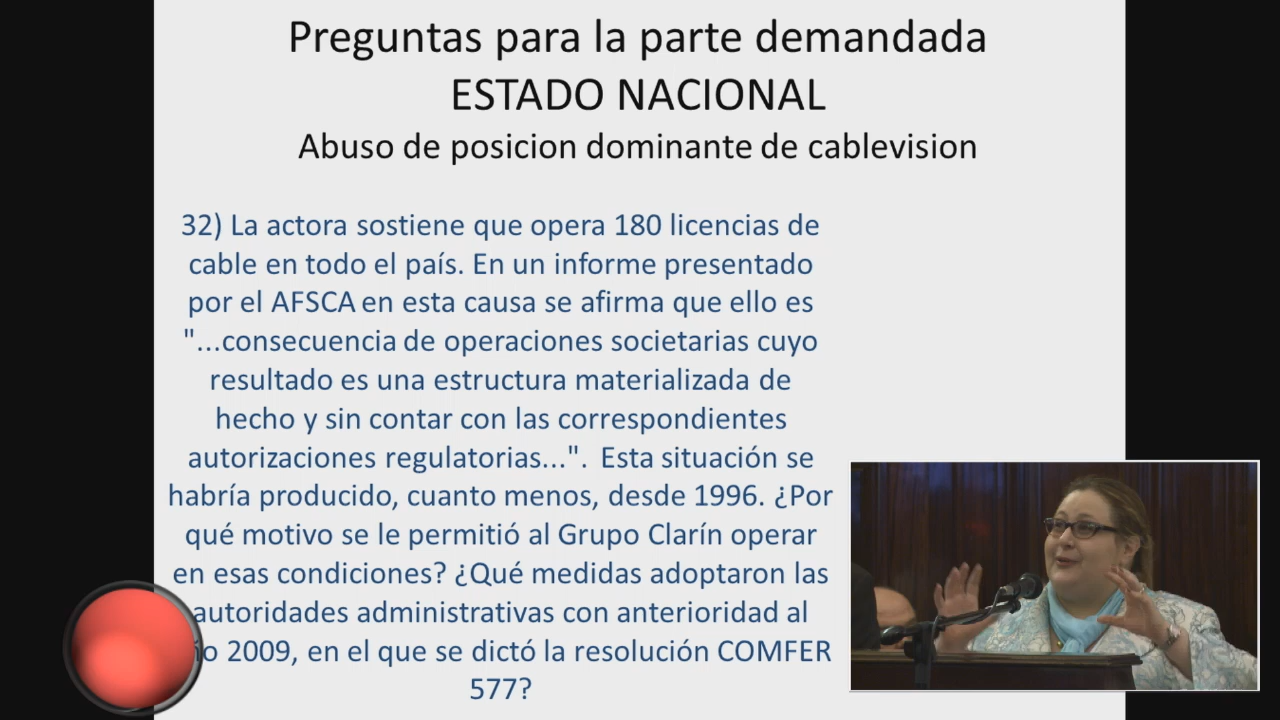 Preguntas para la parte demandada
ESTADO NACIONAL
Abuso de posicion dominante de cablevision
32) La actora sostiene que opera 180 licencias de
cable en todo el país. En un informe presentado
por el AFSCA en esta causa se afirma que ello es
"...consecuencia de operaciones societarias cuyo
resultado es una estructura materializada de
hecho y sin contar con las correspondientes
autorizaciones regulatorias...". Esta situación se
habría producido, cuanto menos, desde 1996. ¿Por
qué motivo se le permitió al Grupo Clarín operar
en esas condiciones? ¿Qué medidas adoptaron las
autoridades administrativas con anterioridad al
2009, en el que se dictó la resolución COMFER
577?